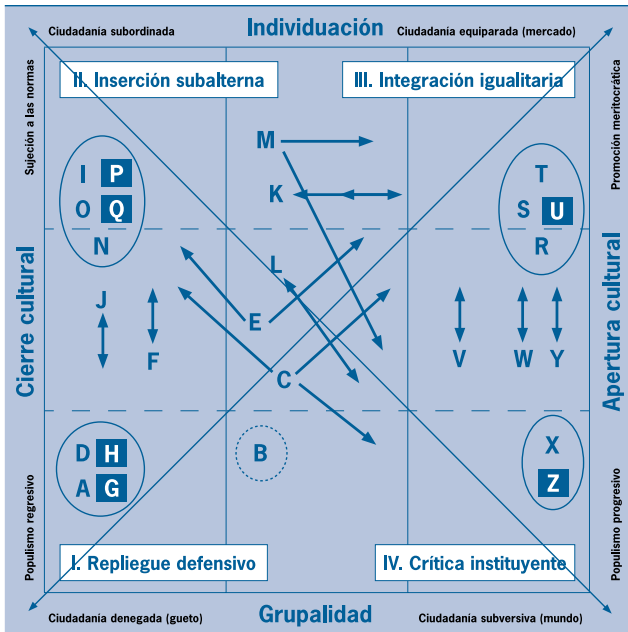 Ciudadanía subordinada
Individuación
Ciudadanía equiparada (mercado)
Sujeción a las normas
II. Inserción subalterna
III. Integración igualitaria
Promoción meritocrática
M
I P
T
K
O Q
S U
N
R
L
Cierre cultural
Apertura cultural
J
E
F
V
W
Y
C
D H
B
X
A G
Z
Populismo regresivo
Populismo progresivo
I. Repliegue defensivo
IV. Crítica instituyente
Ciudadanía denegada (gueto)
Grupalidad
Ciudadanía subversiva (mundo)